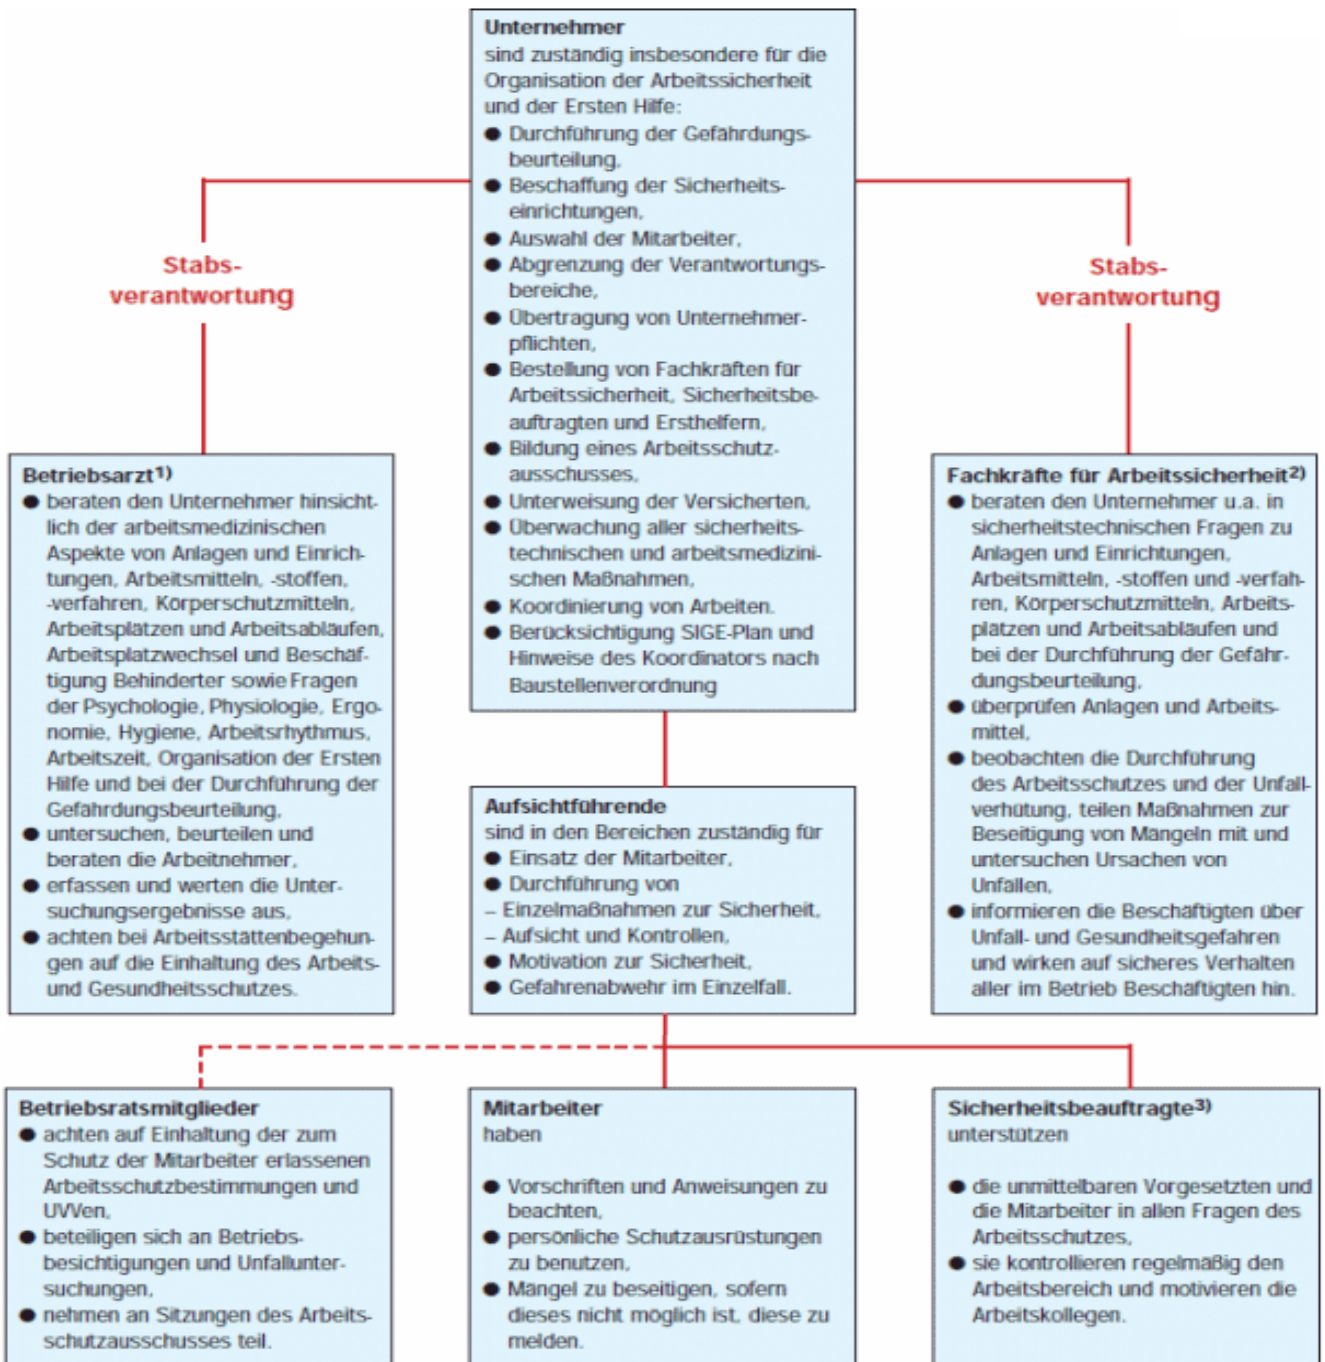 Unternehmer
sind zuständig insbesondere für die
Organisation der Arbeitssicherheit
und der Ersten Hilfe:
● Durchführung der Gefährdungs-
beurteilung,
● Beschaffung der Sicherheits-
einrichtungen,
● Auswahl der Mitarbeiter,
● Abgrenzung der Verantwortungs-
bereiche,
● Übertragung von Unternehmer-
pflichten,
● Bestellung von Fachkräften für
Arbeitssicherheit, Sicherheitsbe-
auftragten und Ersthelfern,
● Bildung eines Arbeitsschutz-
ausschusses,
● Unterweisung der Versicherten,
● Überwachung aller sicherheits-
technischen und arbeitsmedizini-
schen Maßnahmen,
● Koordinierung von Arbeiten.
● Berücksichtigung SIGE-Plan und
Hinweise des Koordinators nach
Baustellenverordnung
Stabs-
verantwortung
Stabs-
verantwortung
Betriebsarzt1)
● beraten den Unternehmer hinsicht-
lich der arbeitsmedizinischen
Aspekte von Anlagen und Einrich-
tungen, Arbeitsmitteln, -stoffen,
-verfahren, Körperschutzmitteln,
Arbeitsplätzen und Arbeitsabläufen,
Arbeitsplatzwechsel und Beschäf-
tigung Behinderter sowie Fragen
der Psychologie, Physiologie, Ergo-
nomie, Hygiene, Arbeitsrhythmus,
Arbeitszeit, Organisation der Ersten
Hilfe und bei der Durchführung der
Gefährdungsbeurteilung,
● untersuchen, beurteilen und
beraten die Arbeitnehmer,
● erfassen und werten die Unter-
suchungsergebnisse aus,
● achten bei Arbeitsstättenbegehun-
gen auf die Einhaltung des Arbeits-
und Gesundheitsschutzes.
Fachkräfte für Arbeitssicherheit2)
● beraten den Unternehmer u.a. in
sicherheitstechnischen Fragen zu
Anlagen und Einrichtungen,
Arbeitsmitteln, -stoffen und -verfah-
ren, Körperschutzmitteln, Arbeits-
plätzen und Arbeitsabläufen und
bei der Durchführung der Gefähr-
dungsbeurteilung,
● überprüfen Anlagen und Arbeits-
mittel,
● beobachten die Durchführung
des Arbeitsschutzes und der Unfall-
verhütung, teilen Maßnahmen zur
Beseitigung von Mängeln mit und
untersuchen Ursachen von
Unfallen,
● informieren die Beschäftigten über
Unfall- und Gesundheitsgefahren
und wirken auf sicheres Verhalten
aller im Betrieb Beschäftigten hin.
Aufsichtführende
sind in den Bereichen zuständig für
● Einsatz der Mitarbeiter,
● Durchführung von
– Einzelmaßnahmen zur Sicherheit,
– Aufsicht und Kontrollen,
● Motivation zur Sicherheit,
● Gefahrenabwehr im Einzelfall.
Betriebsratsmitglieder
● achten auf Einhaltung der zum
Schutz der Mitarbeiter erlassenen
Arbeitsschutzbestimmungen und
UVVen,
● beteiligen sich an Betriebs-
besichtigungen und Unfallunter-
suchungen,
● nehmen an Sitzungen des Arbeits-
schutzausschusses teil.
Mitarbeiter
haben
● Vorschriften und Anweisungen zu
beachten,
● persönliche Schutzausrüstungen
zu benutzen,
● Mängel zu beseitigen, sofern
dieses nicht möglich ist, diese zu
melden.
Sicherheitsbeauftragte3)
unterstützen
● die unmittelbaren Vorgesetzten und
die Mitarbeiter in allen Fragen des
Arbeitsschutzes,
● sie kontrollieren regelmäßig den
Arbeitsbereich und motivieren die
Arbeitskollegen.